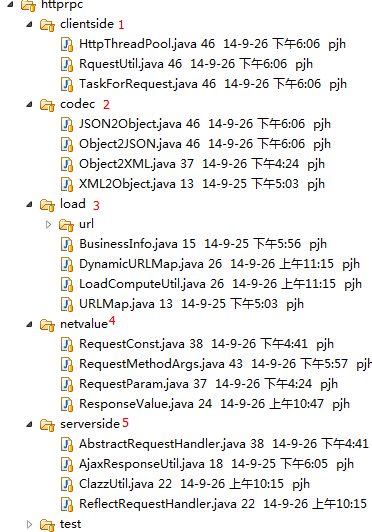 httprpc
clientside 1
HttpThreadPool.java 46 14-9-26 下午6:06 pjh
RquestUtil.java 46 14-9-26 下午6:06 pjh
TaskForRequest.java 46 14-9-26 下午6:06 pjh
codec 2
JSON2Object.java 46 14-9-26 下午6:06 pjh
Object2JSON.java 46 14-9-26 下午6:06 pjh
Object2XML.java 37 14-9-26 下午4:24 pjh
XML2Object.java 13 14-9-25 下午5:03 pjh
load 3
url
BusinessInfo.java 15 14-9-25 下午5:56 pjh
DynamicURLMap.java 26 14-9-26 上午11:15 pjh
LoadComputeUtil.java 26 14-9-26 上午11:15 pjh
URLMap.java 13 14-9-25 下午5:03 pjh
netvalue 4
RequestConst.java 38 14-9-26 下午4:41 pjh
RequestMethodArgs.java 43 14-9-26 下午5:57 pjh
RequestParam.java 37 14-9-26 下午4:24 pjh
ResponseValue.java 24 14-9-26 上午10:47 pjh
serverside 5
AbstractRequestHandler.java 38 14-9-26 下午4:41
AjaxResponseUtil.java 18 14-9-25 下午6:05 pjh
ClazzUtil.java 22 14-9-26 上午10:15 pjh
ReflectRequestHandler.java 22 14-9-26 上午10:15
test